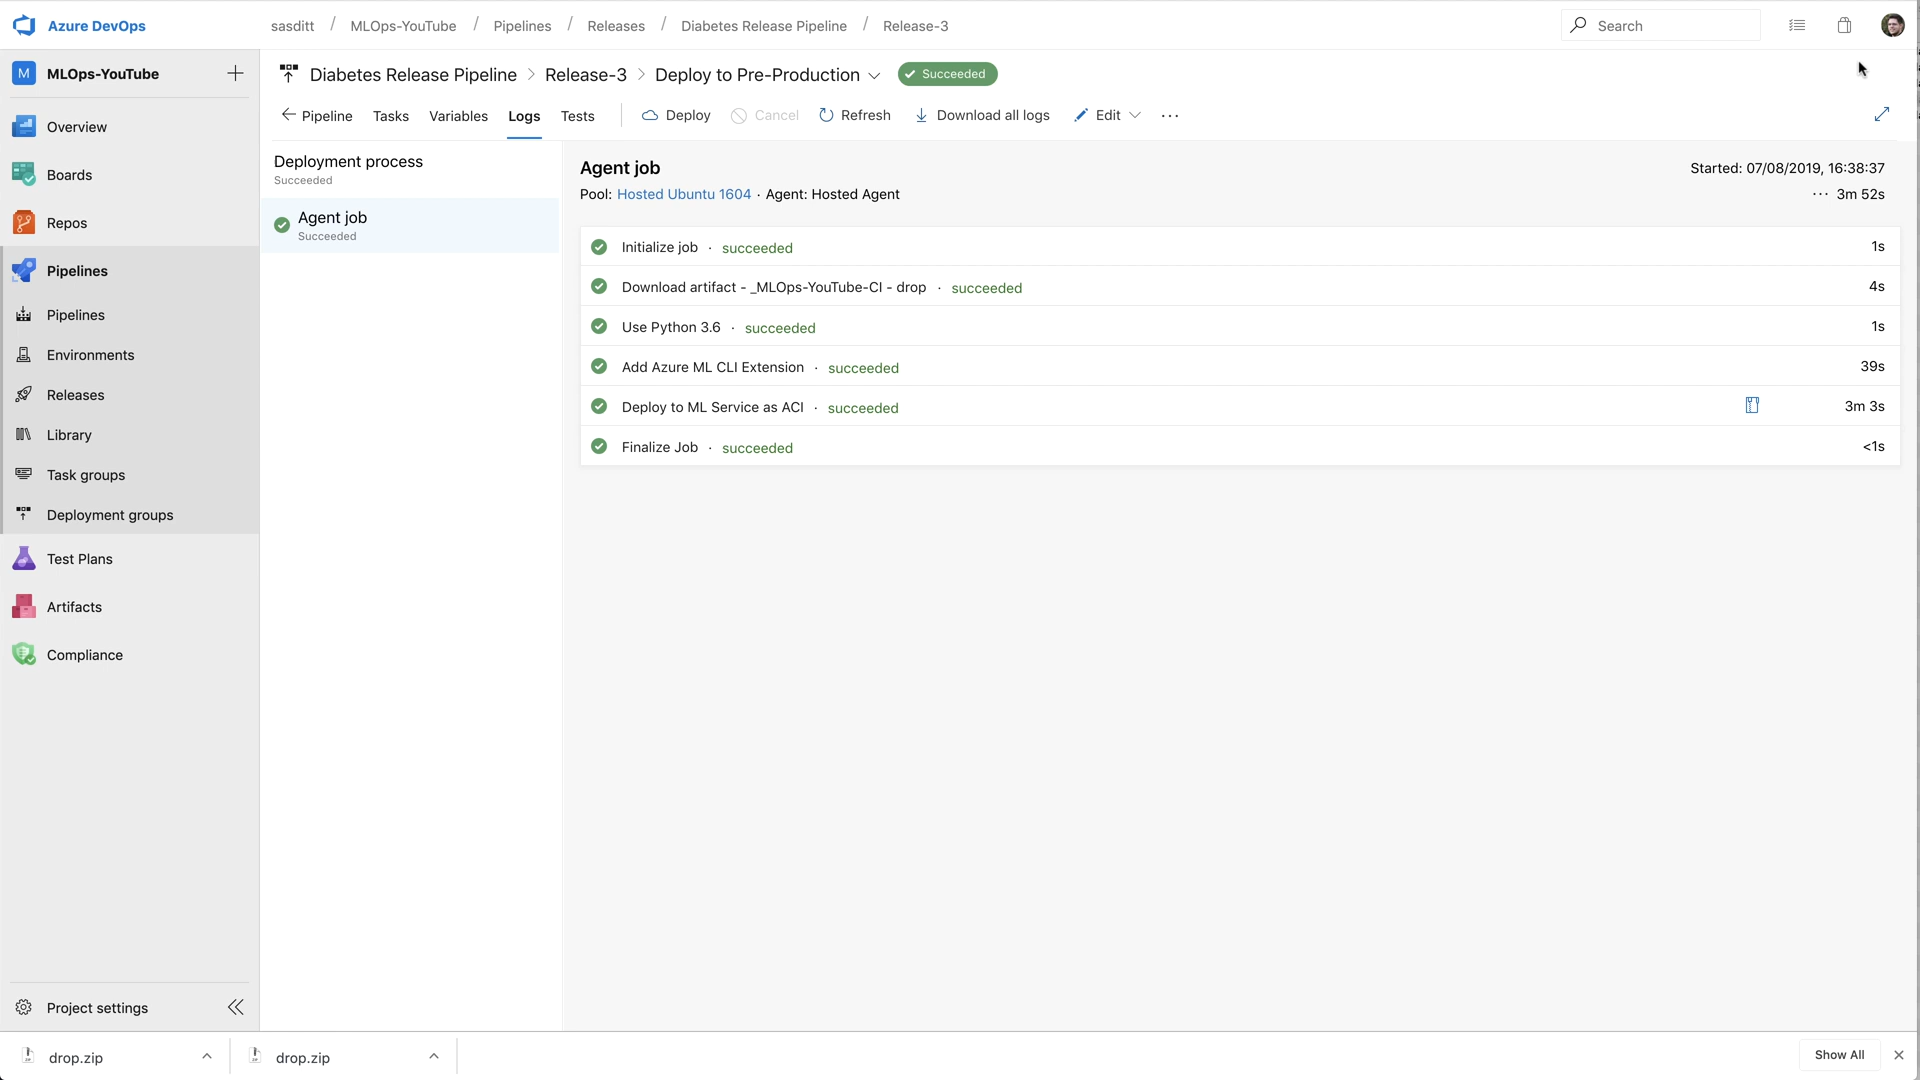 Azure DevOps
sasditt / MLOps-YouTube / Pipelines / Releases / Diabetes Release Pipeline / Release-3
Search
M MLOps-YouTube
Diabetes Release Pipeline > Release-3 > Deploy to Pre-Production Succeeded
Pipeline Tasks Variables Logs Tests Deploy Cancel Refresh Download all logs Edit ...
Overview
Boards
Repos
Pipelines
Pipelines
Environments
Releases
Library
Task groups
Deployment groups
Test Plans
Artifacts
Compliance
Project settings
Deployment process
Succeeded
Agent job
Succeeded
Agent job
Started: 07/08/2019, 16:38:37
Pool: Hosted Ubuntu 1604 · Agent: Hosted Agent
... 3m 52s
Initialize job · succeeded 1s
Download artifact - _MLOps-YouTube-CI - drop · succeeded 4s
Use Python 3.6 · succeeded 1s
Add Azure ML CLI Extension · succeeded 39s
Deploy to ML Service as ACI · succeeded 3m 3s
Finalize Job · succeeded <1s
drop.zip
drop.zip
Show All